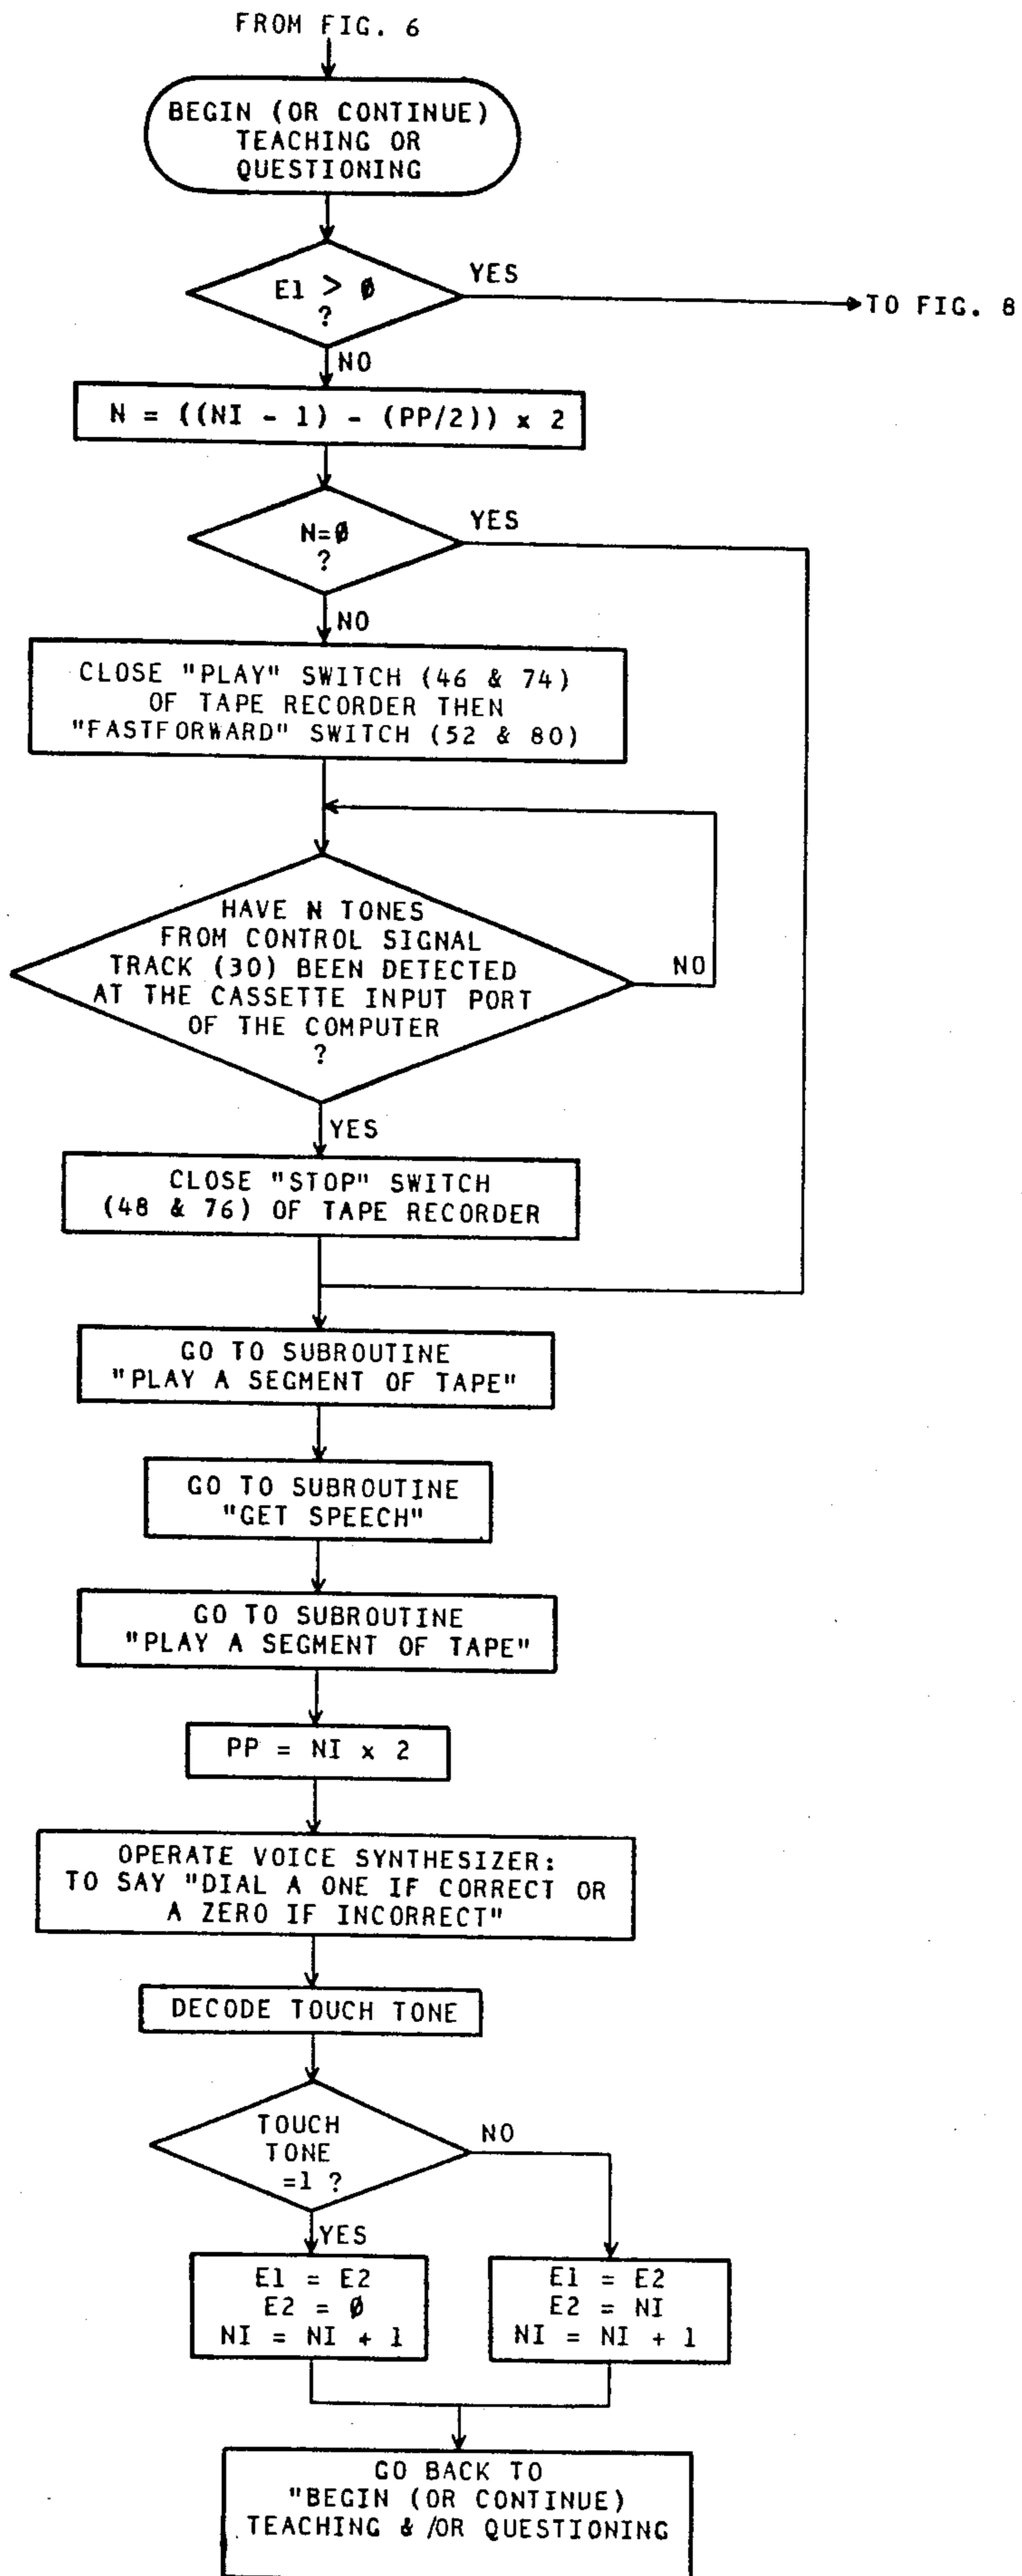 FROM FIG. 6
BEGIN (OR CONTINUE)
TEACHING OR
QUESTIONING
E1 > Ø
?
YES
TO FIG. 8
NO
N = ((NI - 1) - (PP/2)) x 2
N=Ø
?
YES
NO
CLOSE "PLAY" SWITCH (46 & 74)
OF TAPE RECORDER THEN
"FASTFORWARD" SWITCH (52 & 80)
HAVE N TONES
FROM CONTROL SIGNAL
TRACK (30) BEEN DETECTED
AT THE CASSETTE INPUT PORT
OF THE COMPUTER
?
NO
YES
CLOSE "STOP" SWITCH
(48 & 76) OF TAPE RECORDER
GO TO SUBROUTINE
"PLAY A SEGMENT OF TAPE"
GO TO SUBROUTINE
"GET SPEECH"
GO TO SUBROUTINE
"PLAY A SEGMENT OF TAPE"
PP = NI x 2
OPERATE VOICE SYNTHESIZER:
TO SAY "DIAL A ONE IF CORRECT OR
A ZERO IF INCORRECT"
DECODE TOUCH TONE
TOUCH
TONE
=1 ?
NO
YES
E1 = E2
E2 = Ø
NI = NI + 1
E1 = E2
E2 = NI
NI = NI + 1
GO BACK TO
"BEGIN (OR CONTINUE)
TEACHING & /OR QUESTIONING